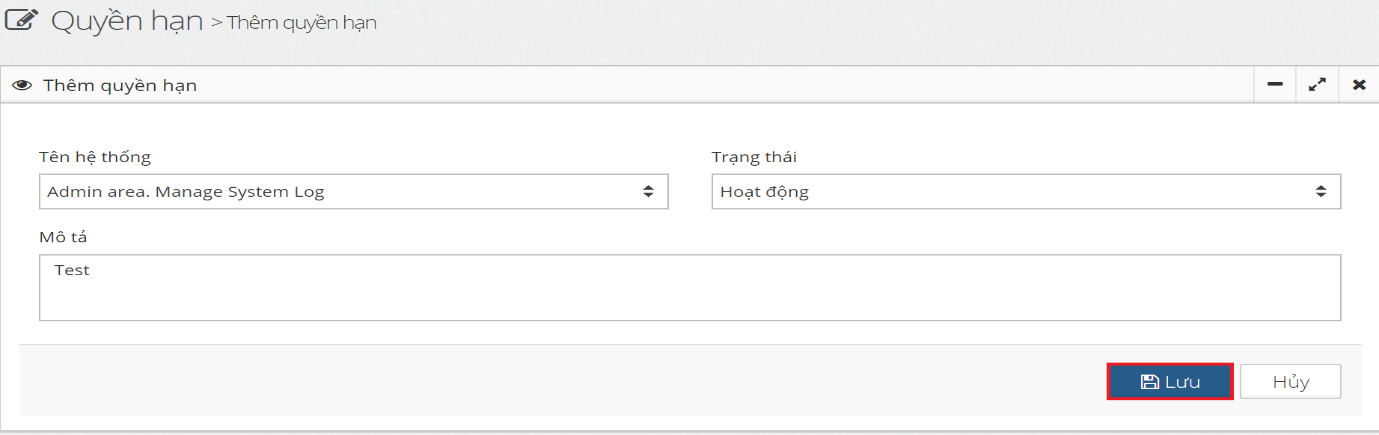 Quyền hạn > Thêm quyền hạn
Thêm quyền hạn
Tên hệ thống
Trạng thái
Admin area. Manage System Log
Hoạt động
Mô tả
Test
Lưu
Hủy